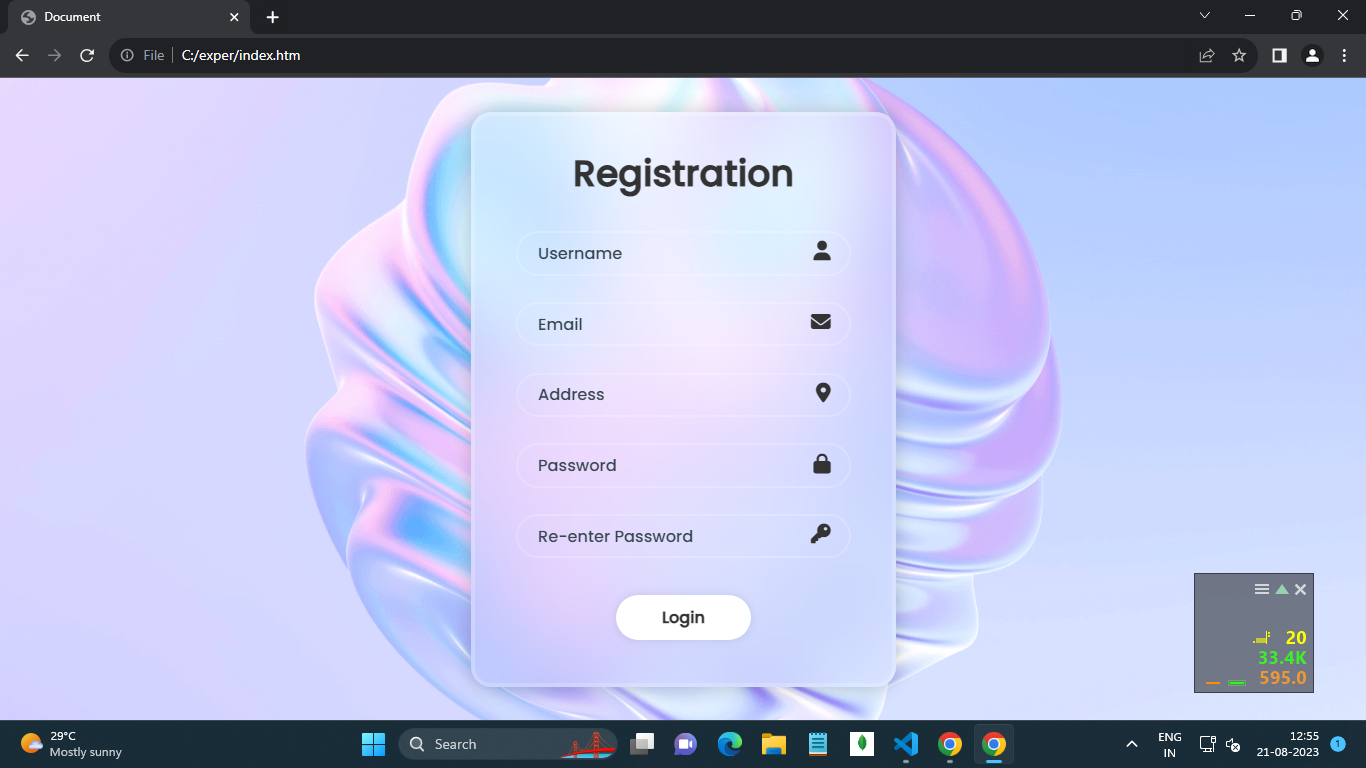 Document
File
C:/exper/index.htm
Registration
Username
Email
Address
Password
Re-enter Password
Login
20
33.4K
595.0
29°C
Mostly sunny
Search
ENG
IN
12:55
21-08-2023
1